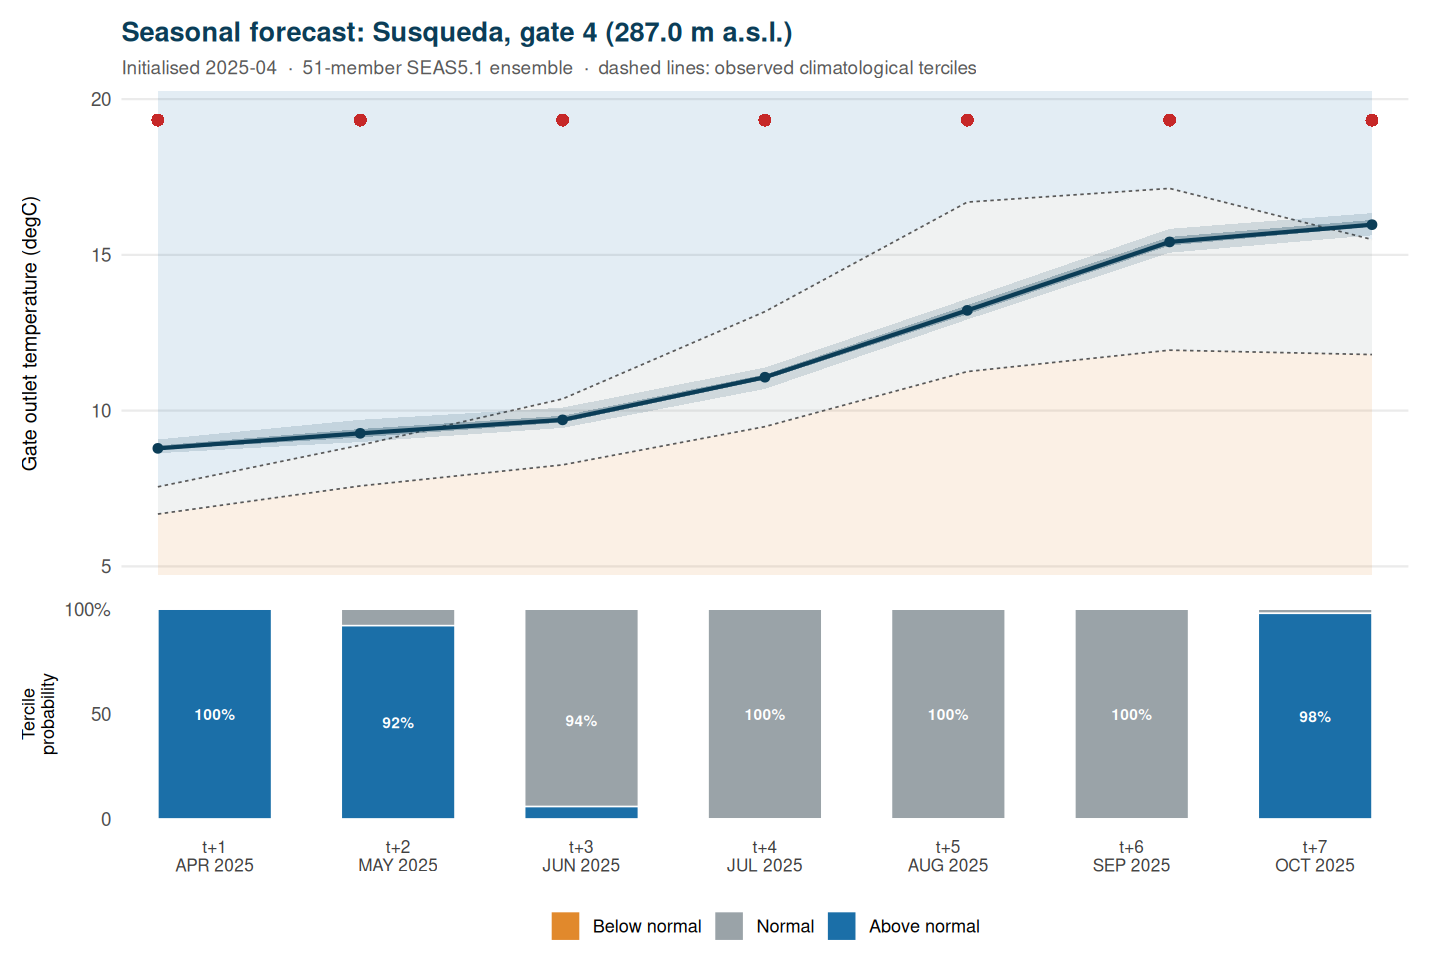 Seasonal forecast: Susqueda, gate 4 (287.0 m a.s.l.)
Initialised 2025-04 · 51-member SEAS5.1 ensemble · dashed lines: observed climatological terciles
Gate outlet temperature (degC)
20
15
10
5
Tercile
probability
100%
50
0
100%
92%
94%
100%
100%
100%
98%
t+1
APR 2025
t+2
MAY 2025
t+3
JUN 2025
t+4
JUL 2025
t+5
AUG 2025
t+6
SEP 2025
t+7
OCT 2025
Below normal
Normal
Above normal